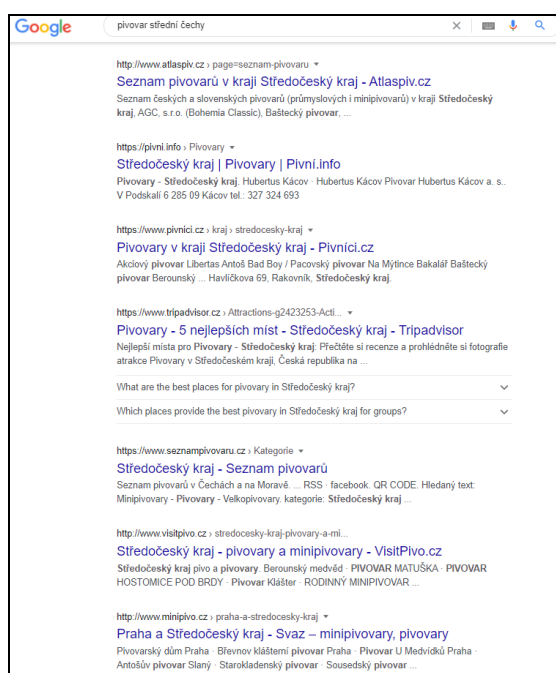 Google
pivovar střední čechy
http://www.atlaspiv.cz › page=seznam-pivovaru
Seznam pivovarů v kraji Středočeský kraj - Atlaspiv.cz
Seznam českých a slovenských pivovarů (průmyslových i minipivovarů) v kraji Středočeský
kraj, AGC, s.r.o. (Bohemia Classic), Baštecký pivovar, ...
https://pivni.info › Pivovary
Středočeský kraj | Pivovary | Pivní.info
Pivovary - Středočeský kraj. Hubertus Kácov · Hubertus Kácov Pivovar Hubertus Kácov a. s..
V Podskalí 6 285 09 Kácov tel.: 327 324 693
https://www.pivnici.cz › kraj › stredocesky-kraj
Pivovary v kraji Středočeský kraj - Pivníci.cz
Akciový pivovar Libertas Antoš Bad Boy / Pacovský pivovar Na Mýtince Bakalář Baštecký
pivovar Berounský ... Havlíčkova 69, Rakovník, Středočeský kraj.
https://www.tripadvisor.cz › Attractions-g2423253-Acti...
Pivovary - 5 nejlepších míst - Středočeský kraj - Tripadvisor
Nejlepší místa pro Pivovary - Středočeský kraj: Přečtěte si recenze a prohlédněte si fotografie
atrakce Pivovary v Středočeském kraji, Česká republika na ...
What are the best places for pivovary in Středočeský kraj?
Which places provide the best pivovary in Středočeský kraj for groups?
https://www.seznampivovaru.cz › Kategorie
Středočeský kraj - Seznam pivovarů
Seznam pivovarů v Čechách a na Moravě. ... RSS · facebook. QR CODE. Hledaný text:
Minipivovary - Pivovary - Velkopivovary. kategorie: Středočeský kraj ...
http://www.visitpivo.cz › stredocesky-kraj-pivovary-a-mi...
Středočeský kraj - pivovary a minipivovary - VisitPivo.cz
Středočeský kraj pivo a pivovary. Berounský medvěd · PIVOVAR MATUŠKA · PIVOVAR
HOSTOMICE POD BRDY · Pivovar Klášter · RODINNÝ MINIPIVOVAR ...
http://www.minipivo.cz › praha-a-stredocesky-kraj
Praha a Středočeský kraj - Svaz – minipivovary, pivovary
Pivovarský dům Praha · Břevnov klášterní pivovar Praha · Pivovar U Medvídků Praha ·
Antošův pivovar Slaný · Starokladenský pivovar · Sousedský pivovar ...